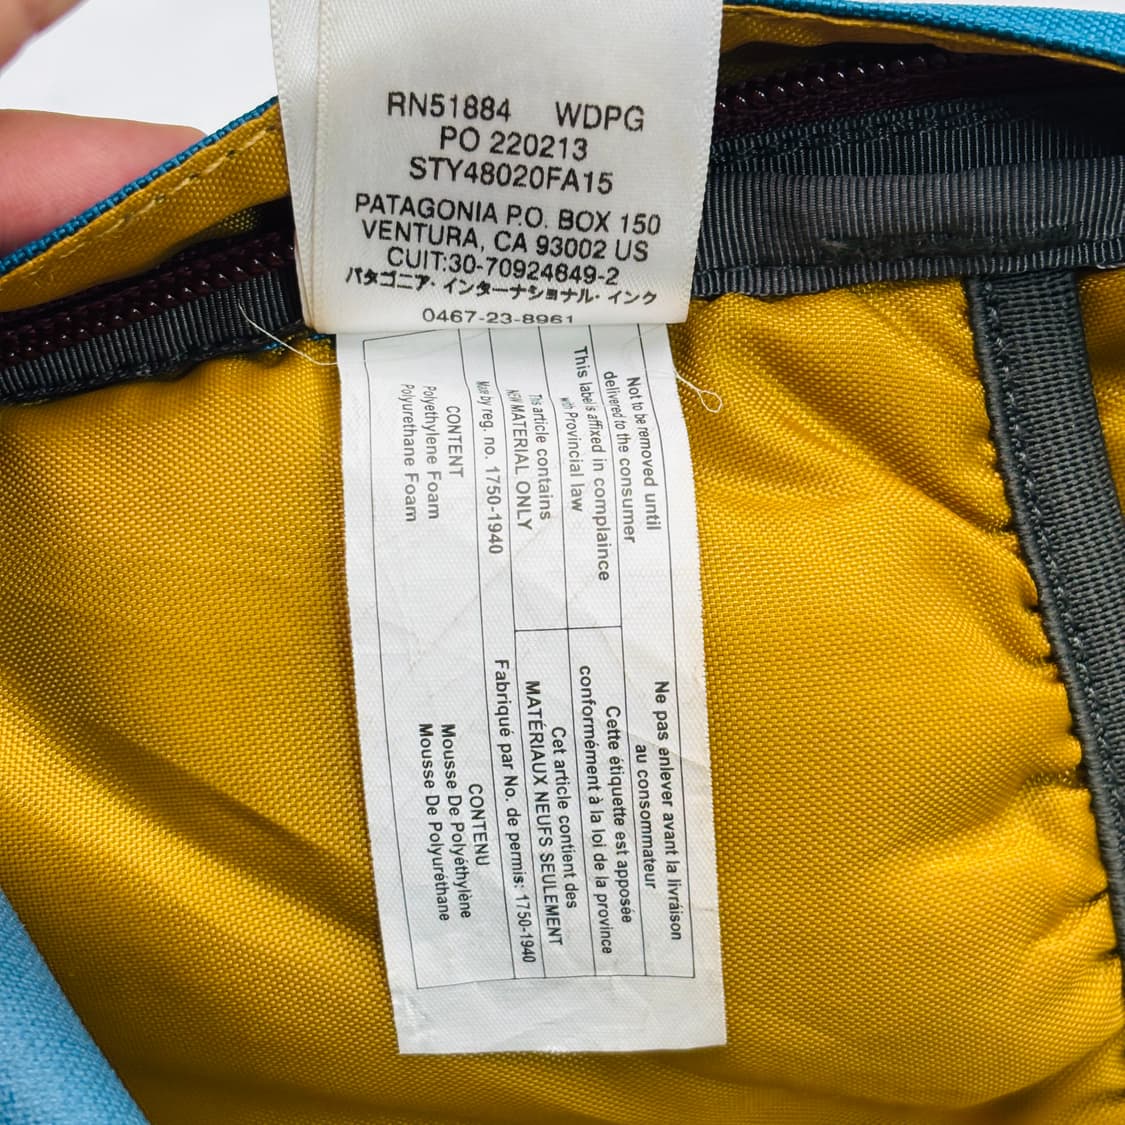 RN51884 WDPG
PO 220213
STY48020FA15
PATAGONIA P.O. BOX 150
VENTURA, CA 93002 US
CUIT:30-70924649-2
パタゴニア・インターナショナル・インク
0467-23-8961
Not to be removed until
delivered to the consumer
This label is affixed in complaince
with Provincial law
This article contains
NEW MATERIAL ONLY
Made by reg. no. 1750-1940
CONTENT
Polyethylene Foam
Polyurethane Foam
Ne pas enlever avant la livráison
au consommateur
Cette étiquette est apposée
conformément à la loi de la province
Cet article contient des
MATÉRIAUX NEUFS SEULEMENT
Fabriqué par No. de permis: 1750-1940
CONTENU
Mousse De Polyéthylène
Mousse De Polyuréthane